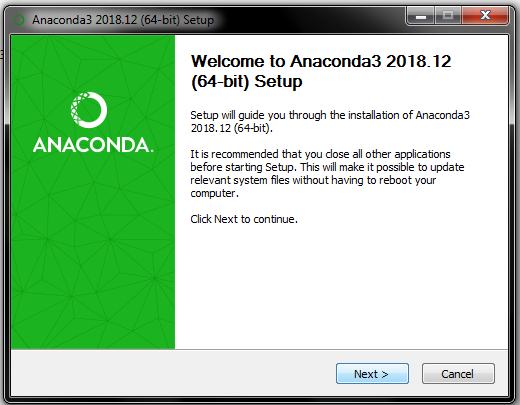 Anaconda3 2018.12 (64-bit) Setup
Welcome to Anaconda3 2018.12
(64-bit) Setup
Setup will guide you through the installation of Anaconda3
2018.12 (64-bit).
It is recommended that you close all other applications
before starting Setup. This will make it possible to update
relevant system files without having to reboot your
computer.
Click Next to continue.
ANACONDA.
Next >
Cancel